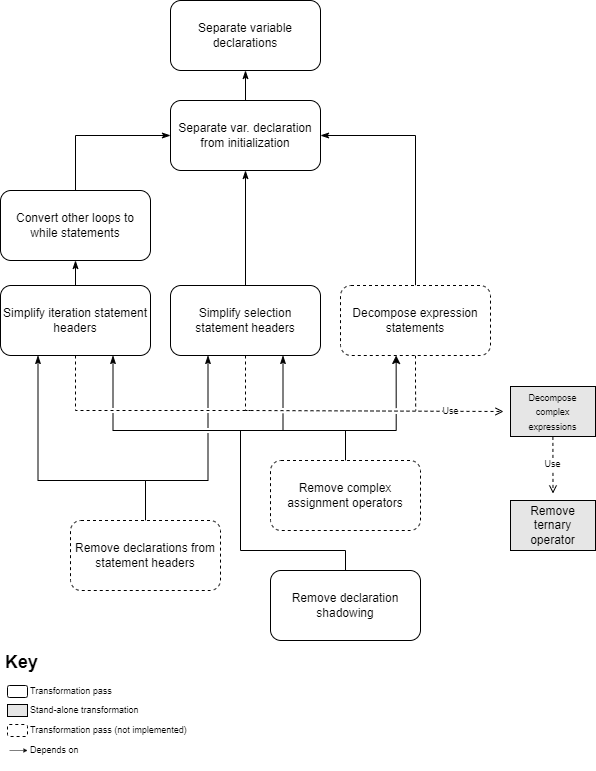 Separate variable
declarations
Separate var. declaration
from initialization
Convert other loops to
while statements
Simplify iteration statement
headers
Simplify selection
statement headers
Decompose expression
statements
Decompose
complex
expressions
Use
Use
Remove
ternary
operator
Remove complex
assignment operators
Remove declarations from
statement headers
Remove declaration
shadowing
Key
Transformation pass
Stand-alone transformation
Transformation pass (not implemented)
Depends on